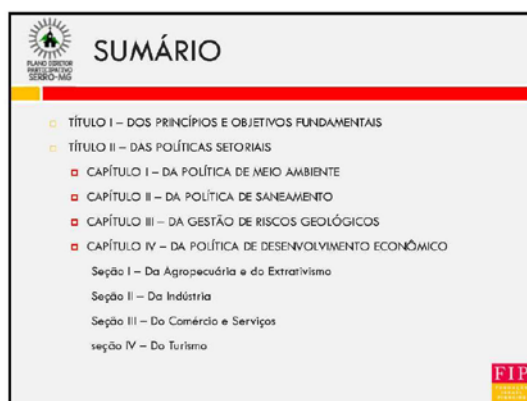 PLANO DIRETOR
PARTICIPATIVO
SERRO-MG
SUMÁRIO
TÍTULO I – DOS PRINCÍPIOS E OBJETIVOS FUNDAMENTAIS
TÍTULO II – DAS POLÍTICAS SETORIAIS
CAPÍTULO I – DA POLÍTICA DE MEIO AMBIENTE
CAPÍTULO II – DA POLÍTICA DE SANEAMENTO
CAPÍTULO III – DA GESTÃO DE RISCOS GEOLÓGICOS
CAPÍTULO IV – DA POLÍTICA DE DESENVOLVIMENTO ECONÔMICO
Seção I – Da Agropecuária e do Extrativismo
Seção II – Da Indústria
Seção III – Do Comércio e Serviços
seção IV – Do Turismo
FIP